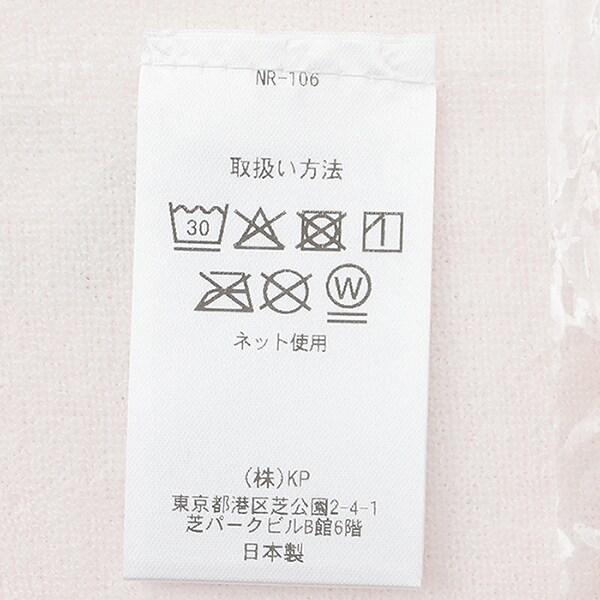 NR-106
取扱い方法
30
W
ネット使用
(株)KP
東京都港区芝公園2-4-1
芝パークビルB館6階
日本製